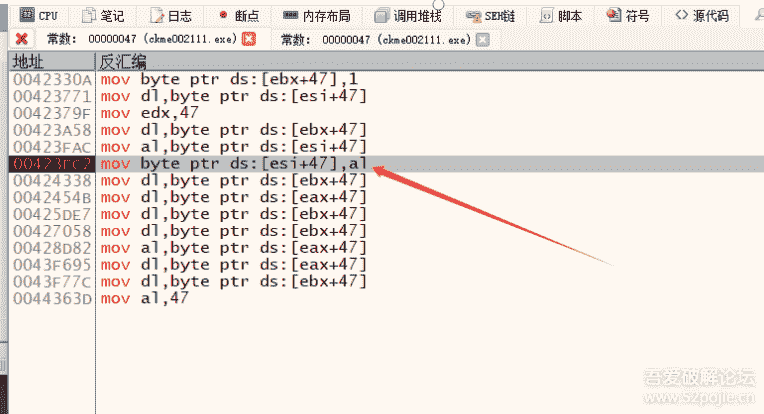 CPU 笔记 日志 断点 内存布局 调用堆栈 SEH链 脚本 符号 源代码
常数: 00000047 (ckme002111.exe) 常数: 00000047 (ckme002111.exe)
地址 反汇编
0042330A mov byte ptr ds:[ebx+47],1
00423771 mov dl,byte ptr ds:[esi+47]
0042379F mov edx,47
00423A58 mov dl,byte ptr ds:[ebx+47]
00423FAC mov al,byte ptr ds:[esi+47]
00423FC2 mov byte ptr ds:[esi+47],al
00424338 mov dl,byte ptr ds:[ebx+47]
0042454B mov dl,byte ptr ds:[eax+47]
00425DE7 mov dl,byte ptr ds:[ebx+47]
00427058 mov dl,byte ptr ds:[ebx+47]
00428D82 mov al,byte ptr ds:[eax+47]
0043F695 mov dl,byte ptr ds:[eax+47]
0043F77C mov dl,byte ptr ds:[ebx+47]
0044363D mov al,47
吾爱破解论坛
www.52pojie.cn